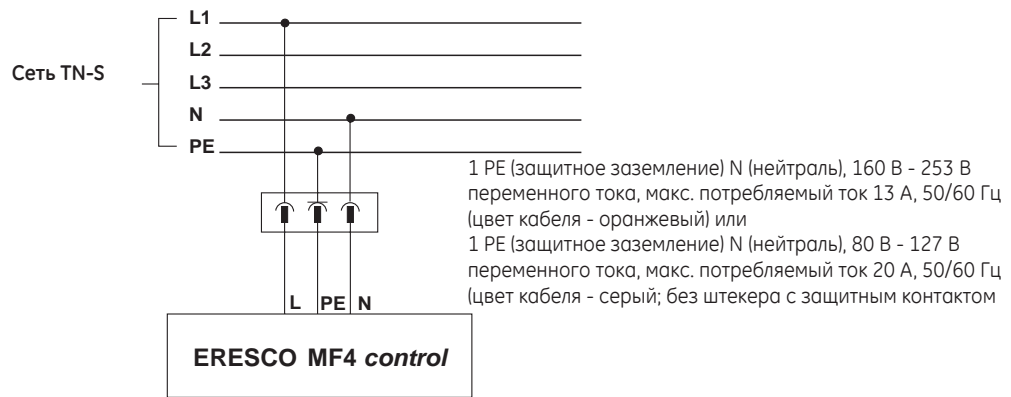 L1
L2
Сеть TN-S
L3
N
PE
1 PE (защитное заземление) N (нейтраль), 160 В - 253 В
переменного тока, макс. потребляемый ток 13 А, 50/60 Гц
(цвет кабеля - оранжевый) или
1 PE (защитное заземление) N (нейтраль), 80 В - 127 В
переменного тока, макс. потребляемый ток 20 А, 50/60 Гц
(цвет кабеля - серый; без штекера с защитным контактом
L PE N
ERESCO MF4 control